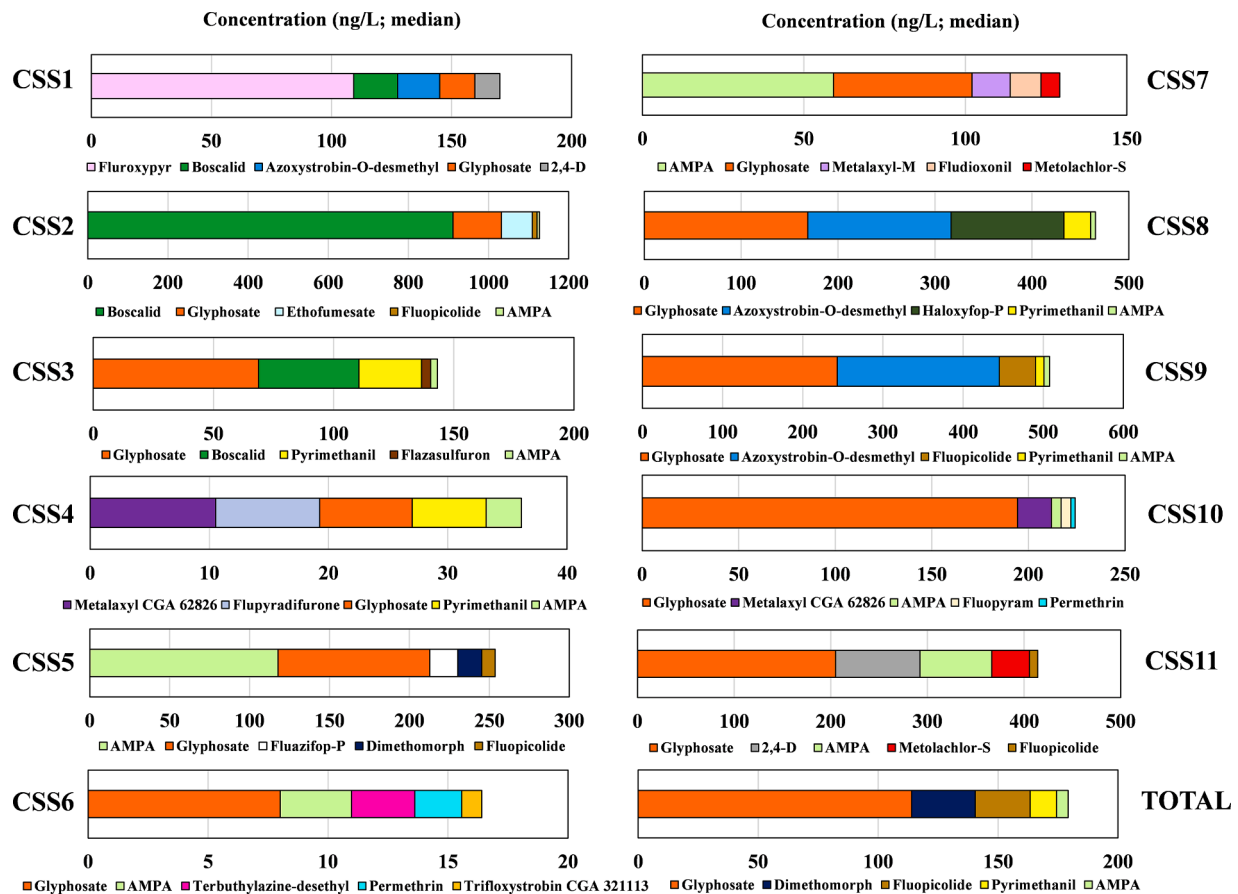 Concentration (ng/L; median)
CSS1
0 50 100 150 200
Fluroxypyr Boscalid Azoxystrobin-O-desmethyl Glyphosate 2,4-D
CSS2
0 200 400 600 800 1000 1200
Boscalid Glyphosate Ethofumesate Fluopicolide AMPA
CSS3
0 50 100 150 200
Glyphosate Boscalid Pyrimethanil Flazasulfuron AMPA
CSS4
0 10 20 30 40
Metalaxyl CGA 62826 Flupyradifurone Glyphosate Pyrimethanil AMPA
CSS5
0 50 100 150 200 250 300
AMPA Glyphosate Fluazifop-P Dimethomorph Fluopicolide
CSS6
0 5 10 15 20
Glyphosate AMPA Terbuthylazine-desethyl Permethrin Trifloxystrobin CGA 321113
Concentration (ng/L; median)
CSS7
0 50 100 150
AMPA Glyphosate Metalaxyl-M Fludioxonil Metolachlor-S
CSS8
0 100 200 300 400 500
Glyphosate Azoxystrobin-O-desmethyl Haloxyfop-P Pyrimethanil AMPA
CSS9
0 100 200 300 400 500 600
Glyphosate Azoxystrobin-O-desmethyl Fluopicolide Pyrimethanil AMPA
CSS10
0 50 100 150 200 250
Glyphosate Metalaxyl CGA 62826 AMPA Fluopyram Permethrin
CSS11
0 100 200 300 400 500
Glyphosate 2,4-D AMPA Metolachlor-S Fluopicolide
TOTAL
0 50 100 150 200
Glyphosate Dimethomorph Fluopicolide Pyrimethanil AMPA